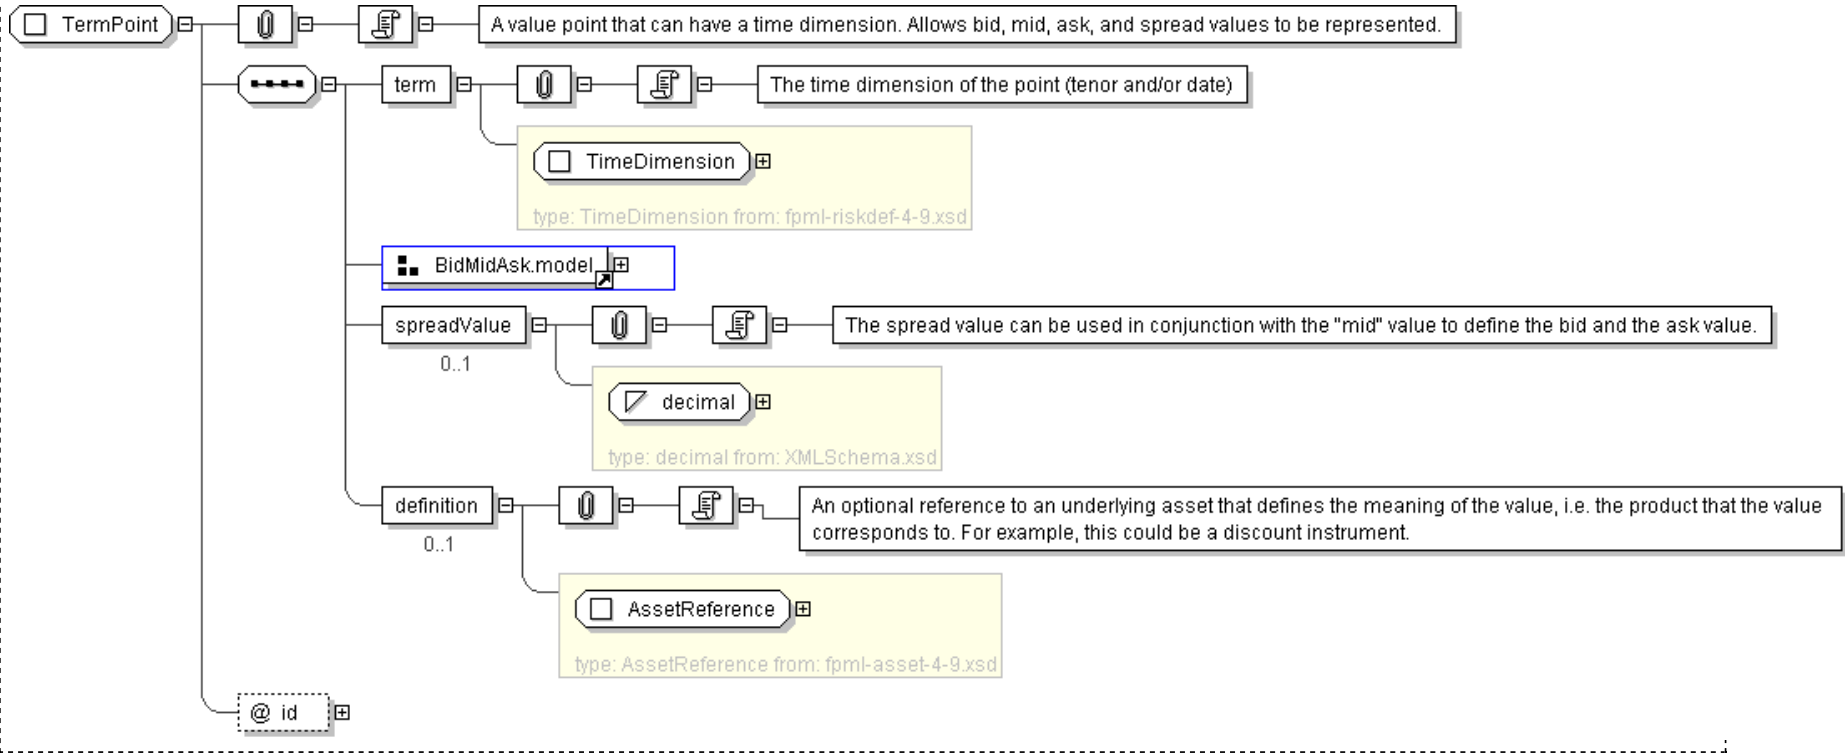 TermPoint
A value point that can have a time dimension. Allows bid, mid, ask, and spread values to be represented.
term
The time dimension of the point (tenor and/or date)
TimeDimension
type: TimeDimension from: fpml-riskdef-4-9.xsd
BidMidAsk.model
spreadValue
The spread value can be used in conjunction with the "mid" value to define the bid and the ask value.
0..1
decimal
type: decimal from: XMLSchema.xsd
definition
An optional reference to an underlying asset that defines the meaning of the value, i.e. the product that the value
corresponds to. For example, this could be a discount instrument.
0..1
AssetReference
type: AssetReference from: fpml-asset-4-9.xsd
@ id